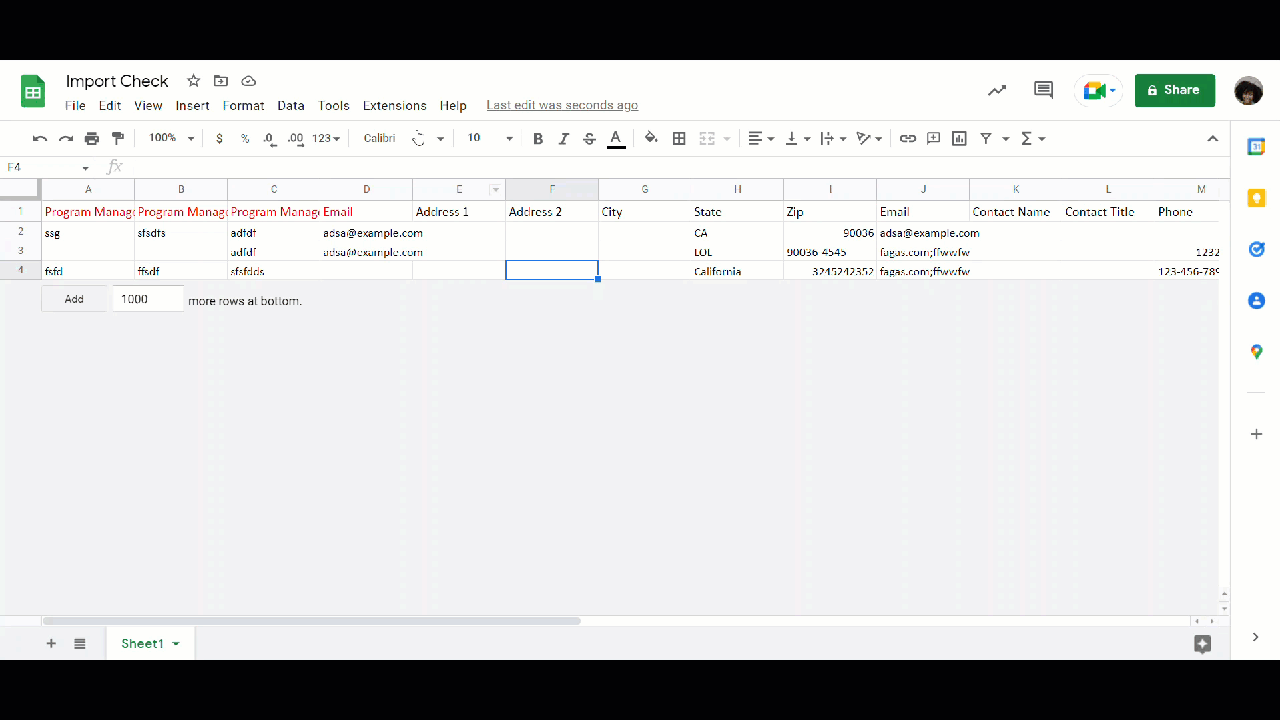 Import Check
File Edit View Insert Format Data Tools Extensions Help Last edit was seconds ago
Share
100% $ % .0 .00 123 Calibri 10 B I S A
F4 fx
A B C D E F G H I J K L M
1 Program Manage Program Manage Program Manage Email Address 1 Address 2 City State Zip Email Contact Name Contact Title Phone
2 ssg sfsdfs adfdf adsa@example.com CA 90036 adsa@example.com
3 adfdf adsa@example.com LOL 90036-4545 fagas.com;ffwwfw 1232
4 fsfd ffsdf sfsfdds California 3245242352 fagas.com;ffwwfw 123-456-789
Add 1000 more rows at bottom.
Sheet1